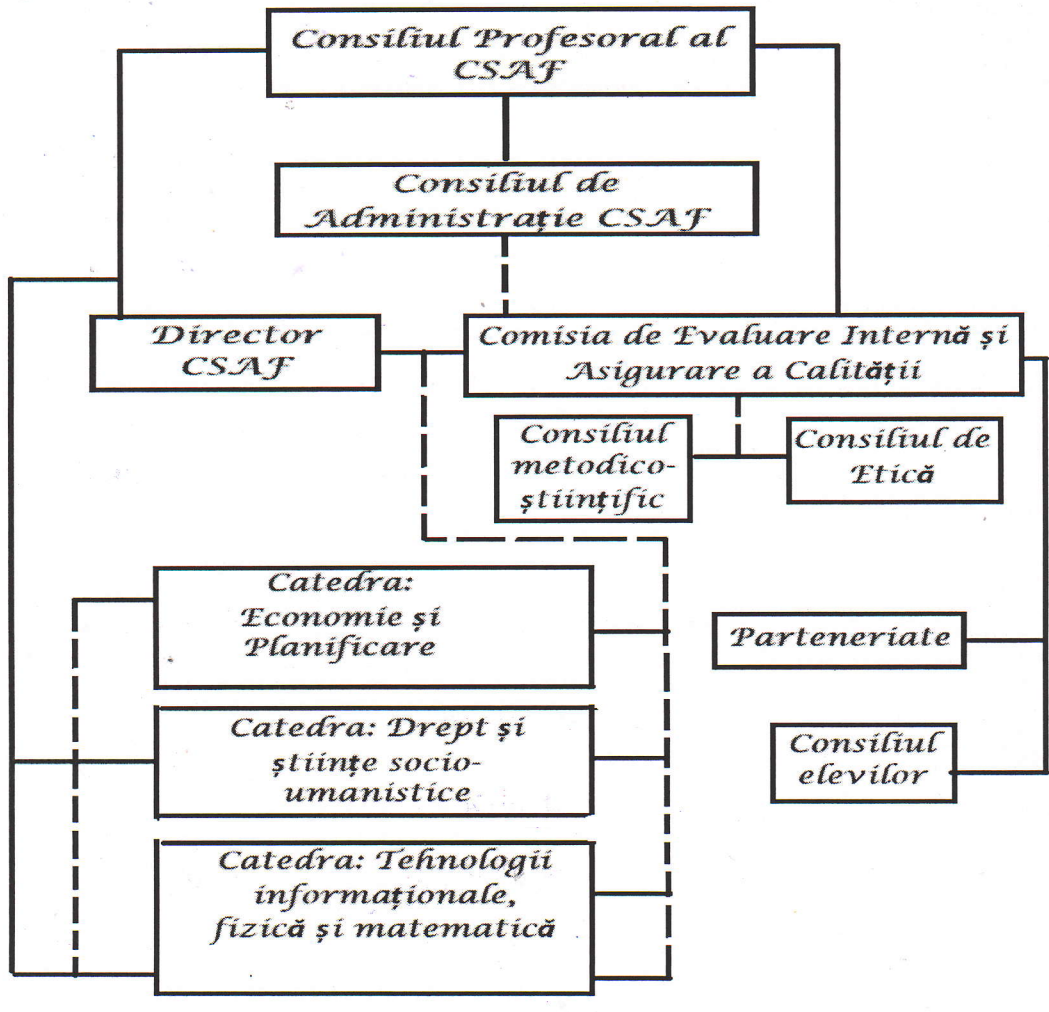 Consiliul Profesoral al
CSAF
Consiliul de
Administrație CSAF
Director
CSAF
Comisia de Evaluare Internă și
Asigurare a Calității
Consiliul
metodico-
științific
Consiliul de
Etică
Catedra:
Economie și
Planificare
Parteneriate
Catedra: Drept și
științe socio-
umanistice
Consiliul
elevilor
Catedra: Tehnologii
informaționale,
fizică și matematică